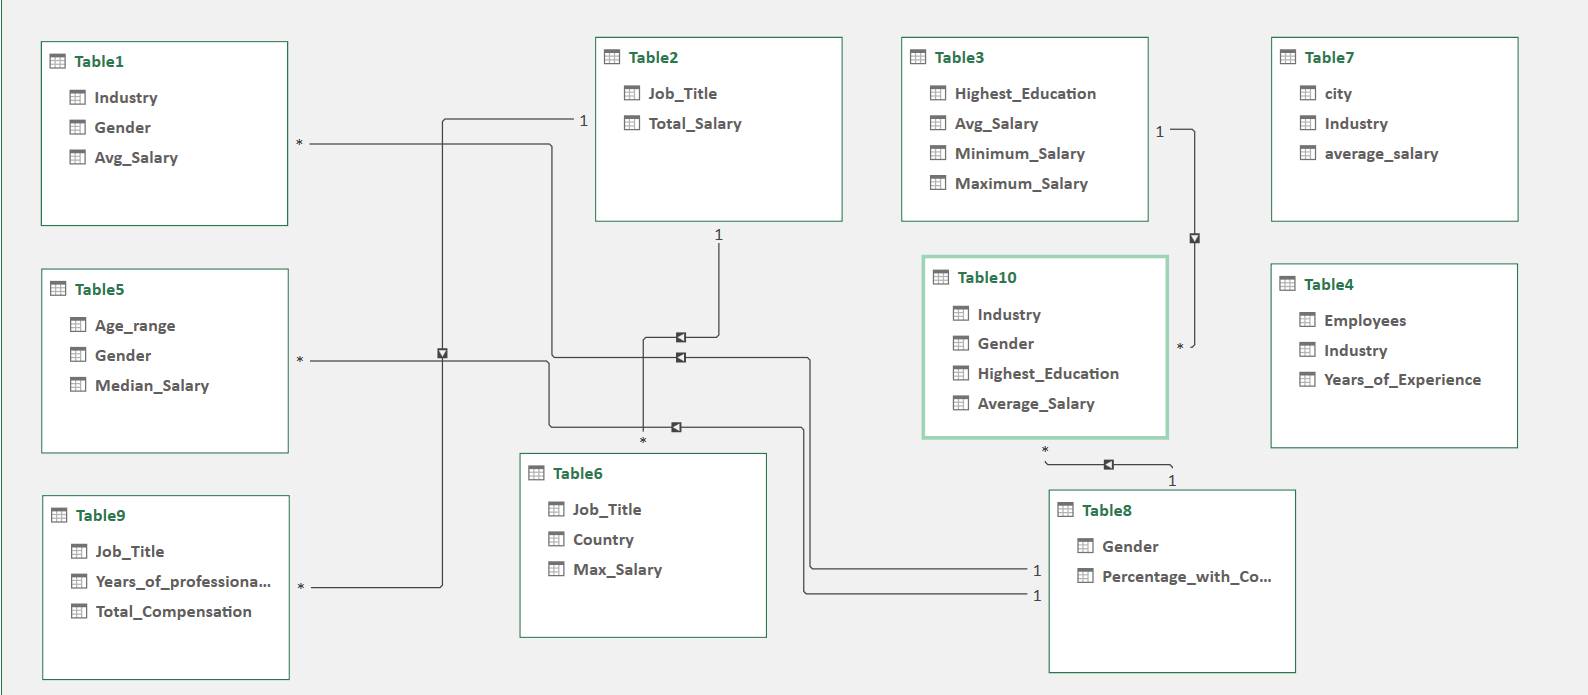 Table1
Industry
Gender
Avg_Salary
Table2
Job_Title
Total_Salary
Table3
Highest_Education
Avg_Salary
Minimum_Salary
Maximum_Salary
Table7
city
Industry
average_salary
1
*
1
1
Table5
Age_range
Gender
Median_Salary
*
Table10
Industry
Gender
Highest_Education
Average_Salary
*
Table4
Employees
Industry
Years_of_Experience
*
*
1
Table9
Job_Title
Years_of_professiona...
Total_Compensation
*
Table6
Job_Title
Country
Max_Salary
Table8
Gender
Percentage_with_Co...
1
1